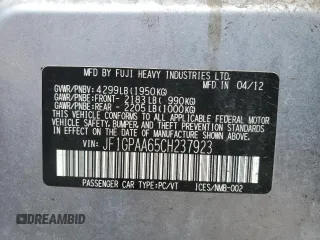 MFD. BY FUJI HEAVY INDUSTRIES LTD.
MADE IN JAPAN 04/12
GVWR/PNBV: 4299LB(1950KG)
GAWR/PNBE:FRONT- 2183LB( 990KG)
GAWR/PNBE:REAR - 2205LB(1000KG)
THIS VEHICLE CONFORMS TO ALL APPLICABLE
FEDERAL MOTOR VEHICLE SAFETY, BUMPER, AND
THEFT PREVENTION STANDARDS IN EFFECT ON THE
DATE OF MANUFACTURE SHOWN ABOVE.
JF1GPAA65CH237923
PASSENGER CAR TYPE:PC/VT ICES/NMB-002
DREAMBID